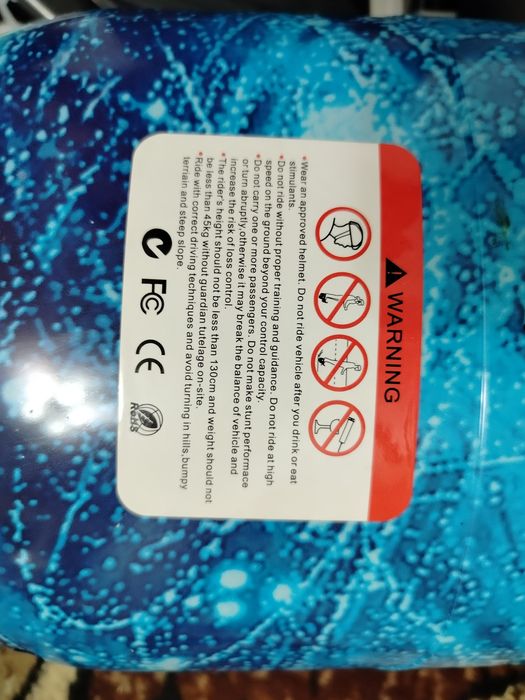 WARNING
•Wear an approved helmet. Do not ride vehicle after you drink or eat
stimulants.
•Do not ride without proper training and guidance. Do not ride at high
speed on the ground beyond your control capacity.
•Do not carry one or more passengers. Do not make stunt performace
or turn abruptly,otherwise it may break the balance of vehicle and
increase the risk of loss control.
•The rider's height should not be less than 130cm and weight should not
be less than 45kg without guardian tutelage on-site.
•Ride with correct driving techniques and avoid turning in hills,bumpy
terriain and steep slope.
FC CE RoHS